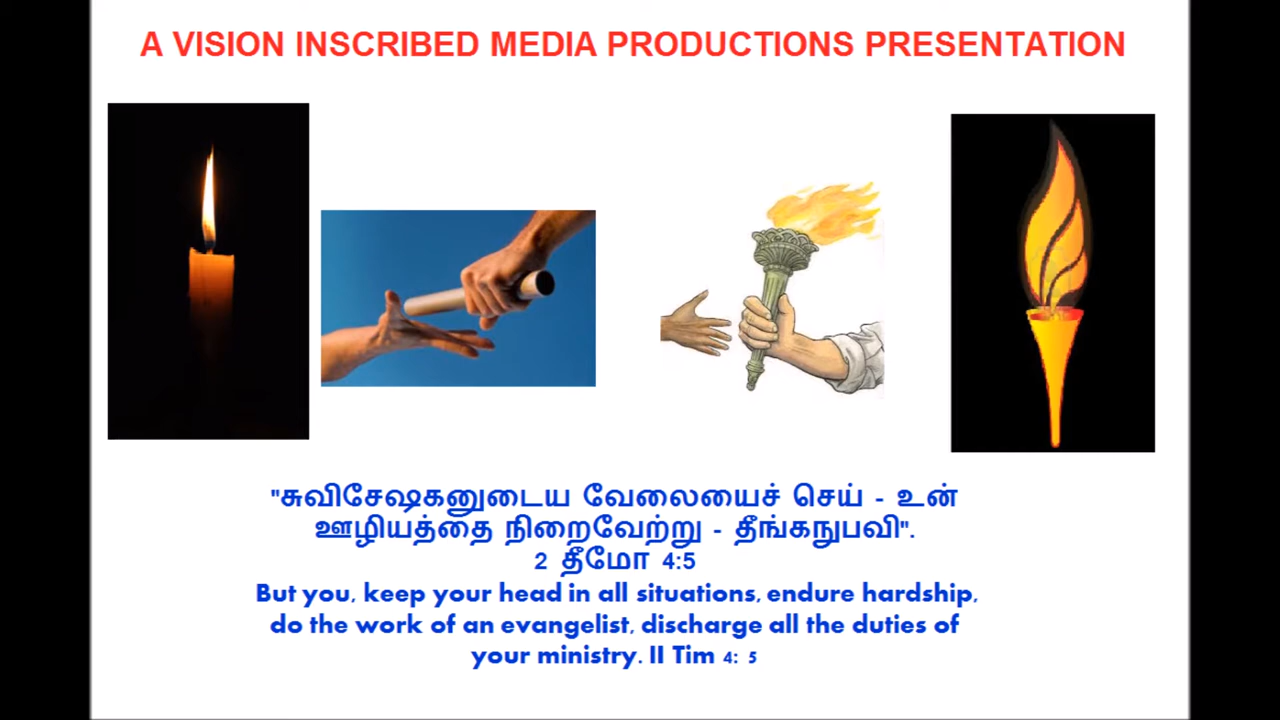 A VISION INSCRIBED MEDIA PRODUCTIONS PRESENTATION
"சுவிசேஷகனுடைய வேலையைச் செய் - உன்
ஊழியத்தை நிறைவேற்று - தீங்கநுபவி".
2 தீமோ 4:5
But you, keep your head in all situations, endure hardship,
do the work of an evangelist, discharge all the duties of
your ministry. II Tim 4: 5